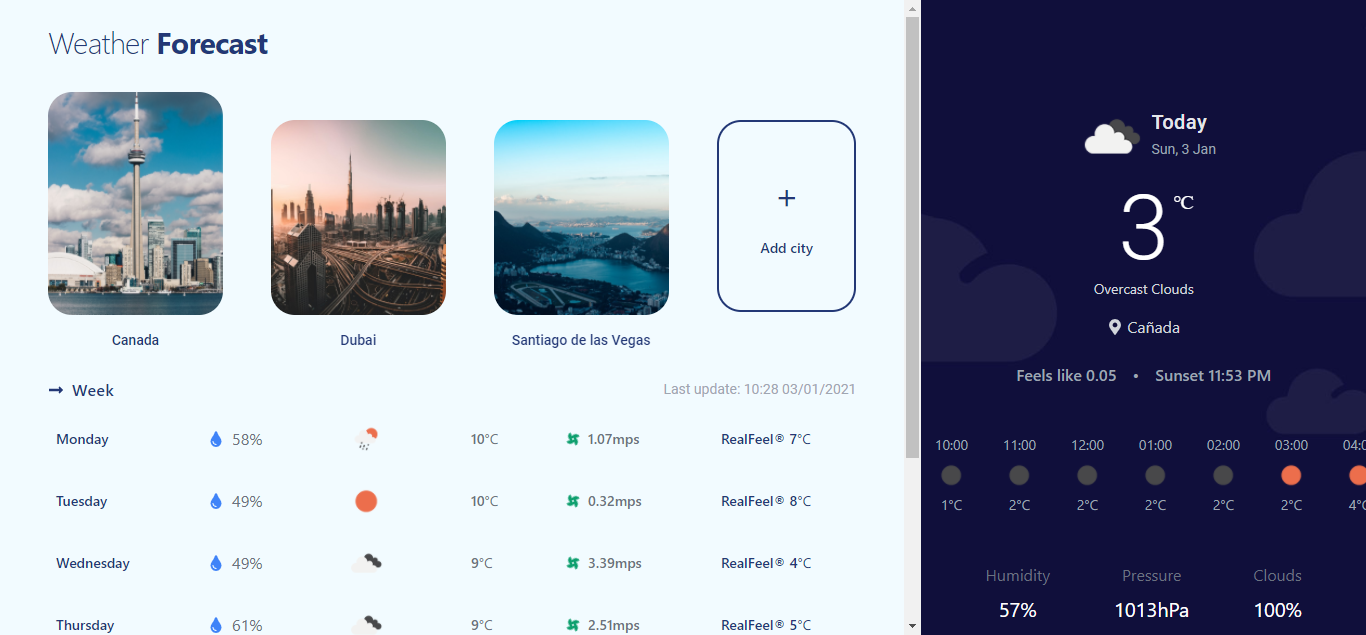 Weather Forecast
Canada
Dubai
Santiago de las Vegas
+
Add city
Week
Last update: 10:28 03/01/2021
Monday 58% 10°C 1.07mps RealFeel® 7°C
Tuesday 49% 10°C 0.32mps RealFeel® 8°C
Wednesday 49% 9°C 3.39mps RealFeel® 4°C
Thursday 61% 9°C 2.51mps RealFeel® 5°C
Today
Sun, 3 Jan
3 °C
Overcast Clouds
Cañada
Feels like 0.05 • Sunset 11:53 PM
10:00 11:00 12:00 01:00 02:00 03:00
1°C 2°C 2°C 2°C 2°C 2°C
Humidity Pressure Clouds
57% 1013hPa 100%